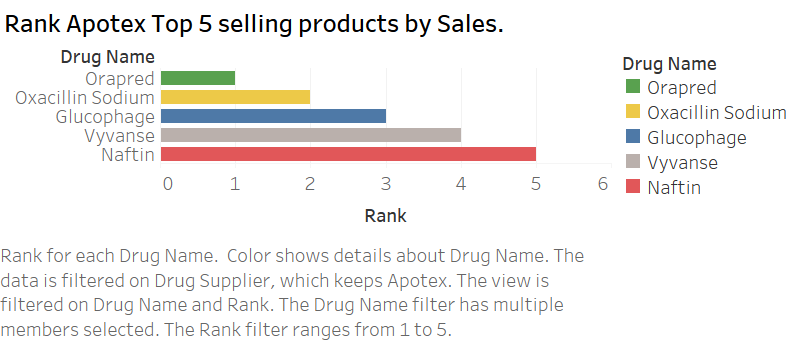 Rank Apotex Top 5 selling products by Sales.
Drug Name
Orapred
Oxacillin Sodium
Glucophage
Vyvanse
Naftin
0 1 2 3 4 5 6
Rank
Drug Name
Orapred
Oxacillin Sodium
Glucophage
Vyvanse
Naftin
Rank for each Drug Name. Color shows details about Drug Name. The
data is filtered on Drug Supplier, which keeps Apotex. The view is
filtered on Drug Name and Rank. The Drug Name filter has multiple
members selected. The Rank filter ranges from 1 to 5.